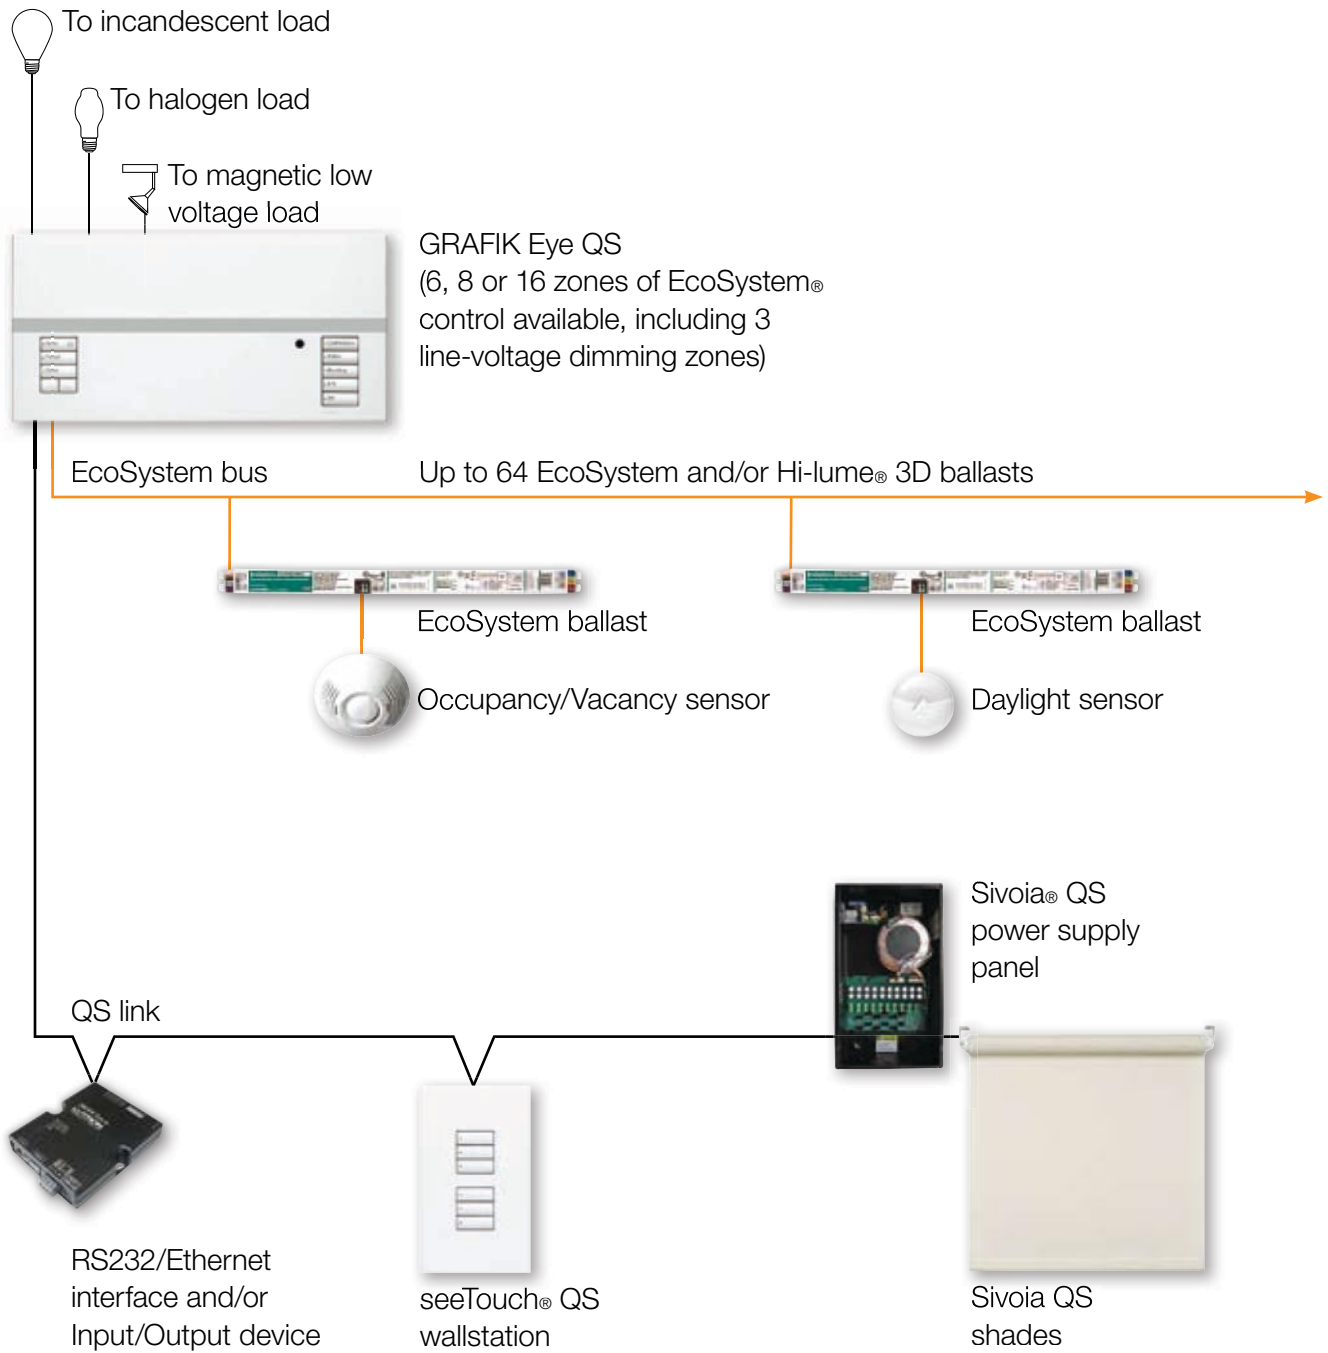 To incandescent load
To halogen load
To magnetic low
voltage load
GRAFIK Eye QS
(6, 8 or 16 zones of EcoSystem®
control available, including 3
line-voltage dimming zones)
EcoSystem bus
Up to 64 EcoSystem and/or Hi-lume® 3D ballasts
EcoSystem ballast
EcoSystem ballast
Occupancy/Vacancy sensor
Daylight sensor
Sivoia® QS
power supply
panel
QS link
RS232/Ethernet
interface and/or
Input/Output device
seeTouch® QS
wallstation
Sivoia QS
shades